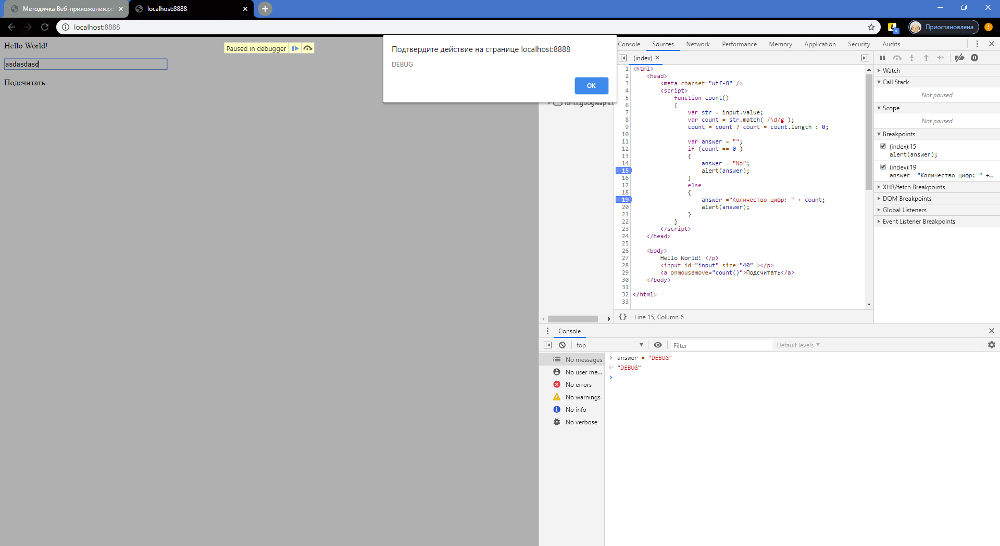 Методичка Веб-приложения.pd
localhost:8888
localhost:8888
Приостановлена
Hello World!
asdasdasd
Подсчитать
Paused in debugger
Подтвердите действие на странице localhost:8888
DEBUG
OK
Console Sources Network Performance Memory Application Security Audits
fonts.googleapis.c
(index)
1 <html>
2 <head>
3 <meta charset="utf-8" />
4 <script>
5 function count()
6 {
7 var str = input.value;
8 var count = str.match( /\d/g );
9 count = count ? count = count.length : 0;
10
11 var answer = "";
12 if (count == 0 )
13 {
14 answer = "No";
15 alert(answer);
16 }
17 else
18 {
19 answer ="Количество цифр: " + count;
20 alert(answer);
21 }
22 }
23 </script>
24 </head>
25
26 <body>
27 Hello World! </p>
28 <input id="input" size="40" ></p>
29 <a onmousemove="count()">Подсчитать</a>
30 </body>
31
32 </html>
33
{} Line 15, Column 6
Watch
Call Stack
Not paused
Scope
Not paused
Breakpoints
(index):15
alert(answer);
(index):19
answer ="Количество цифр: " +…
XHR/fetch Breakpoints
DOM Breakpoints
Global Listeners
Event Listener Breakpoints
Console
top Filter Default levels
No messages
No user me...
No errors
No warnings
No info
No verbose
> answer = "DEBUG"
"DEBUG"
>